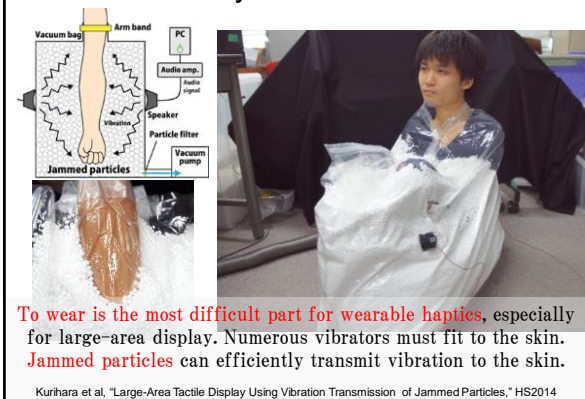 Arm band
Vacuum bag
PC
Audio amp.
Audio
signal
Vibration
Speaker
Particle filter
Vacuum
pump
Jammed particles
To wear is the most difficult part for wearable haptics, especially
for large-area display. Numerous vibrators must fit to the skin.
Jammed particles can efficiently transmit vibration to the skin.
Kurihara et al, "Large-Area Tactile Display Using Vibration Transmission of Jammed Particles," HS2014